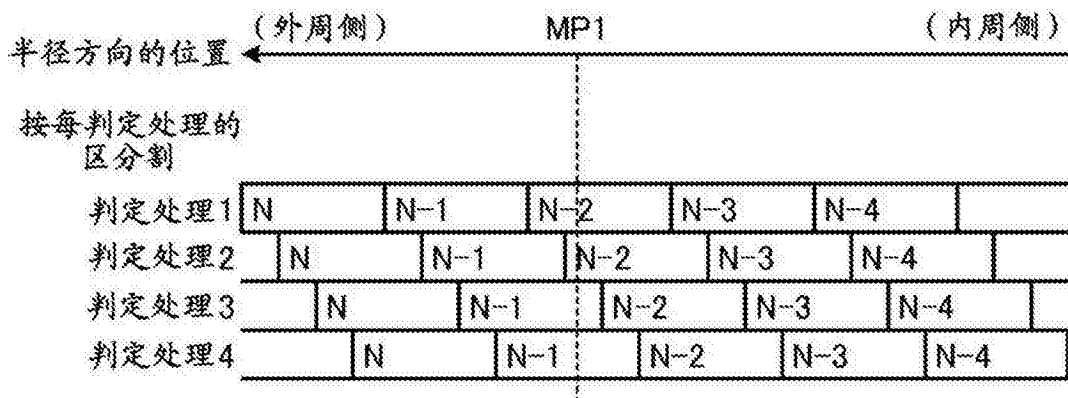 (外周侧) MP1 (内周侧)
半径方向的位置
按每判定处理的
区分割
判定处理1 N N-1 N-2 N-3 N-4
判定处理2 N N-1 N-2 N-3 N-4
判定处理3 N N-1 N-2 N-3 N-4
判定处理4 N N-1 N-2 N-3 N-4